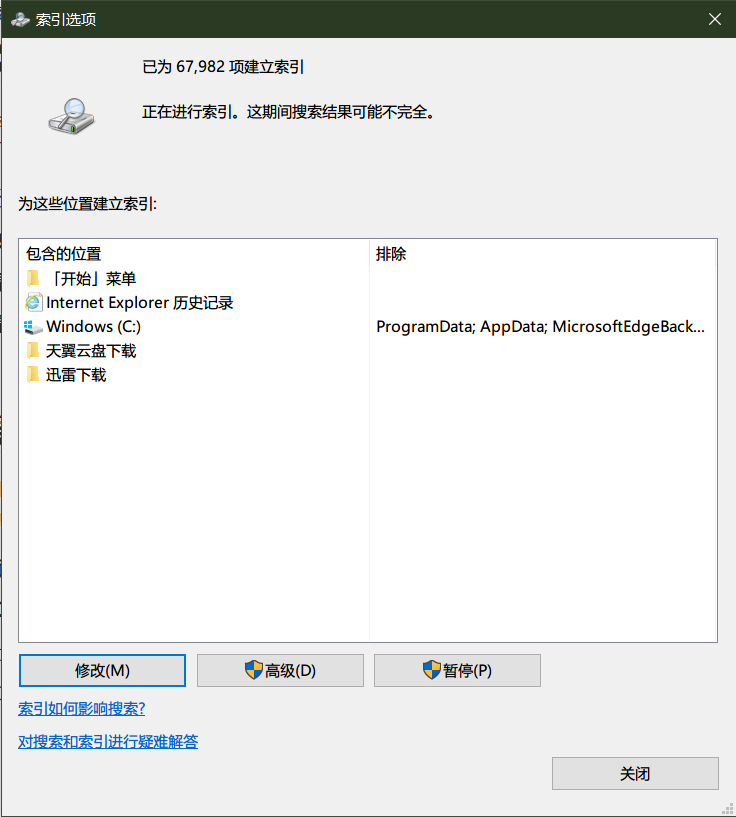 索引选项
已为 67,982 项建立索引
正在进行索引。这期间搜索结果可能不完全。
为这些位置建立索引:
包含的位置 排除
「开始」菜单
Internet Explorer 历史记录
Windows (C:) ProgramData; AppData; MicrosoftEdgeBack...
天翼云盘下载
迅雷下载
修改(M) 高级(D) 暂停(P)
索引如何影响搜索?
对搜索和索引进行疑难解答
关闭